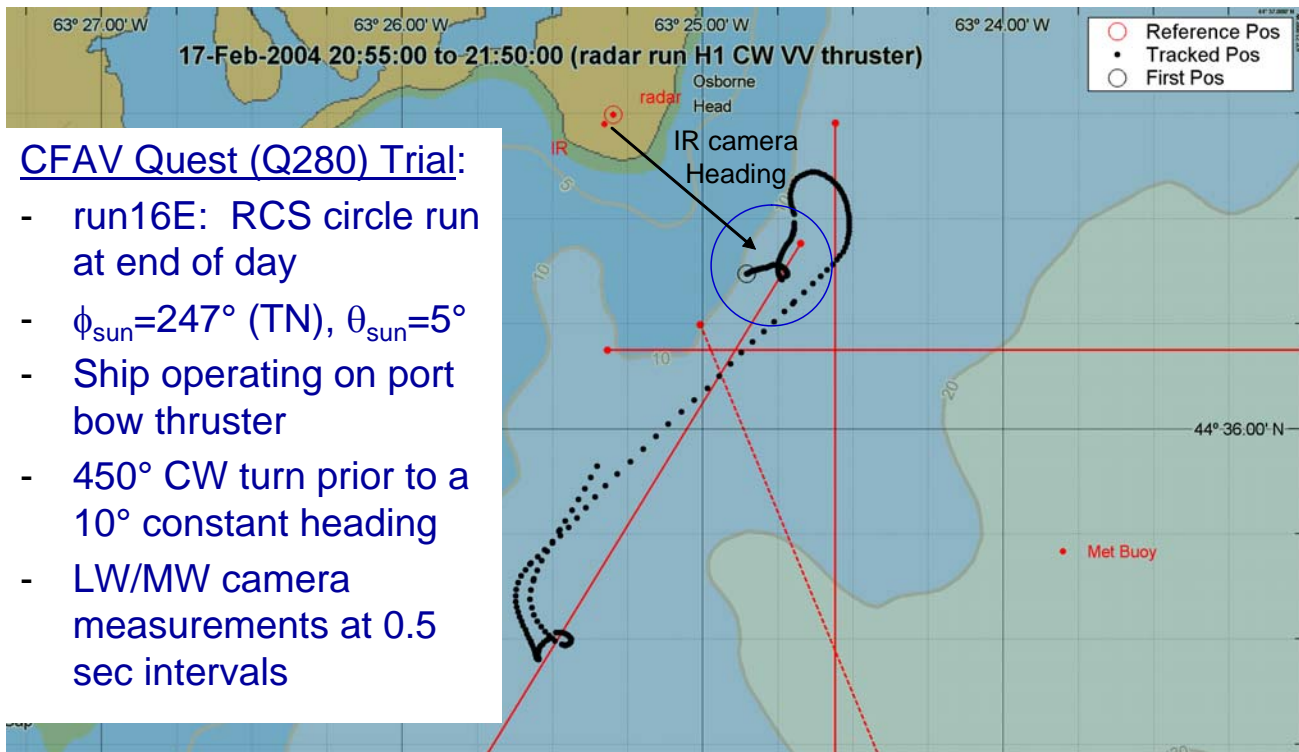 63° 27.00' W
63° 26.00' W
63° 25.00' W
63° 24.00' W
17-Feb-2004 20:55:00 to 21:50:00 (radar run H1 CW VV thruster)
Reference Pos
Tracked Pos
First Pos
Osborne
Head
radar
IR
IR camera
Heading
CFAV Quest (Q280) Trial:
- run16E: RCS circle run
at end of day
- ϕsun=247° (TN), θsun=5°
- Ship operating on port
bow thruster
- 450° CW turn prior to a
10° constant heading
- LW/MW camera
measurements at 0.5
sec intervals
5
10
10
10
20
44° 36.00' N
Met Buoy
20